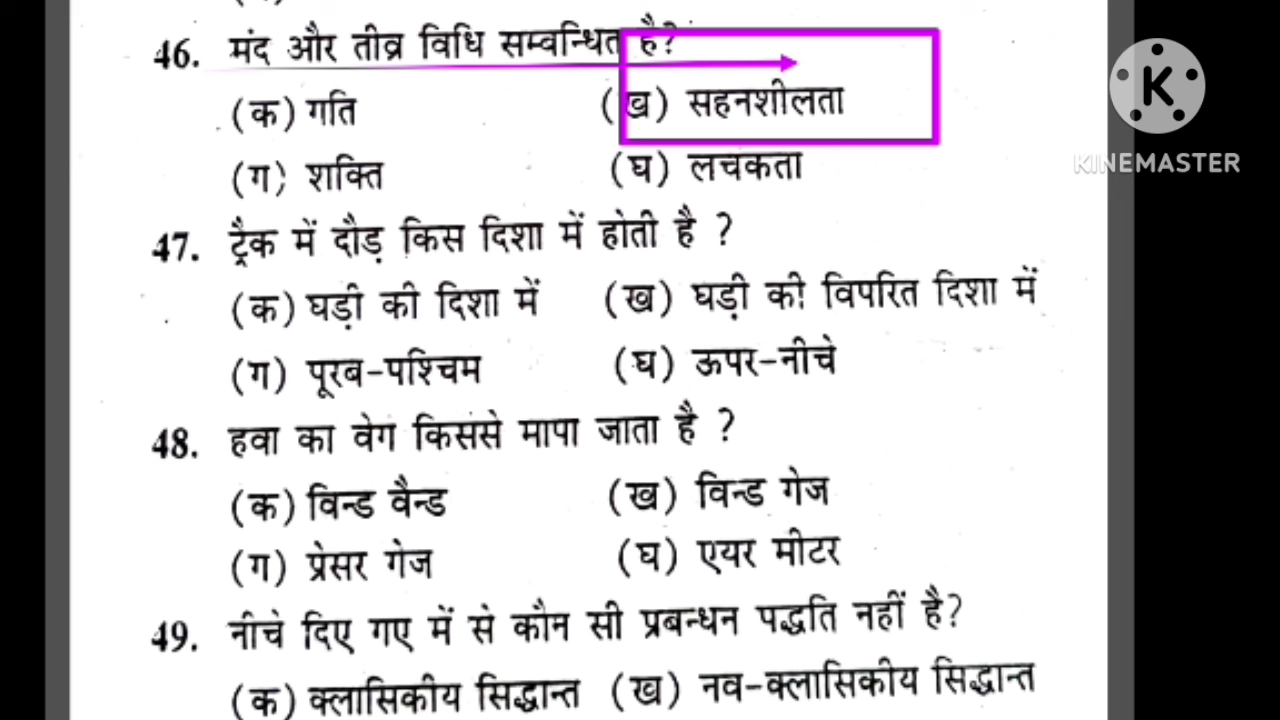 46. मंद और तीव्र विधि सम्वन्धित है?
(क) गति (ख) सहनशीलता
(ग) शक्ति (घ) लचकता
47. ट्रैक में दौड़ किस दिशा में होती है ?
(क) घड़ी की दिशा में (ख) घड़ी की विपरित दिशा में
(ग) पूरब-पश्चिम (घ) ऊपर-नीचे
48. हवा का वेग किससे मापा जाता है ?
(क) विन्ड वैन्ड (ख) विन्ड गेज
(ग) प्रेसर गेज (घ) एयर मीटर
49. नीचे दिए गए में से कौन सी प्रबन्धन पद्धति नहीं है?
(क) क्लासिकीय सिद्धान्त (ख) नव-क्लासिकीय सिद्धान्त
K
KINEMASTER